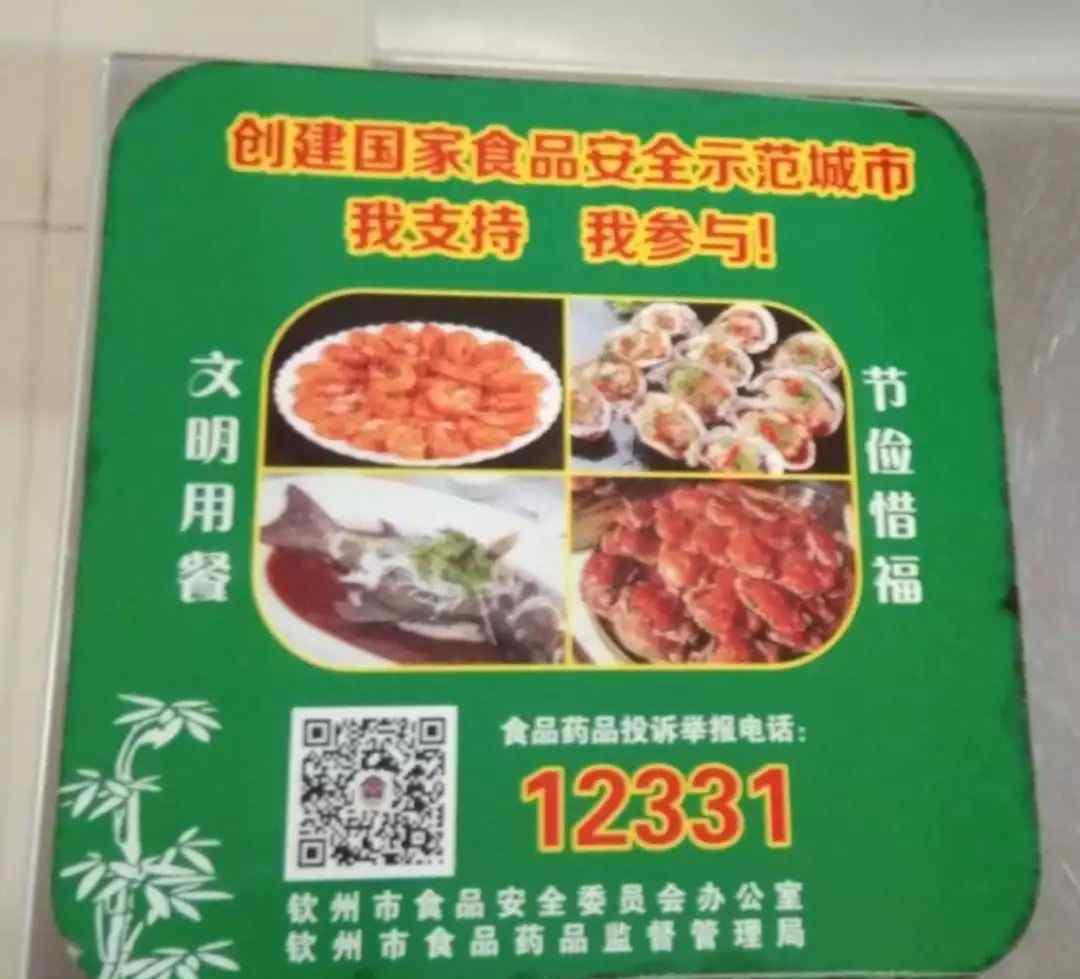 创建国家食品安全示范城市
我支持 我参与!
文明用餐
节俭惜福
食品药品投诉举报电话:
12331
钦州市食品安全委员会办公室
钦州市食品药品监督管理局